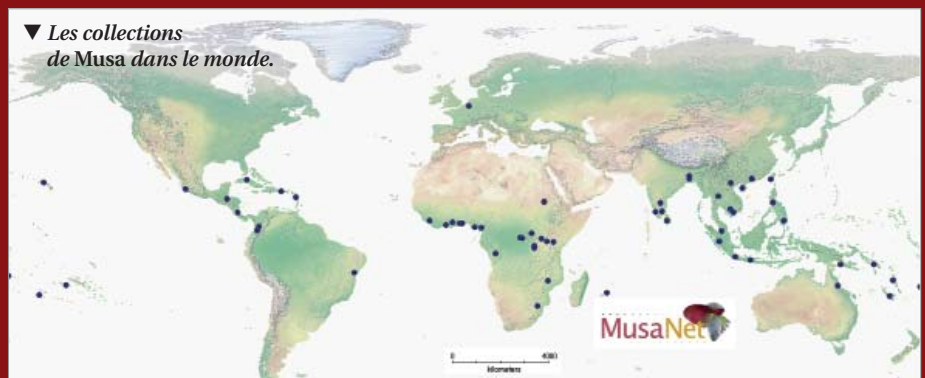 ▼ Les collections
de Musa dans le monde.
MusaNet
0 4000
kilometers